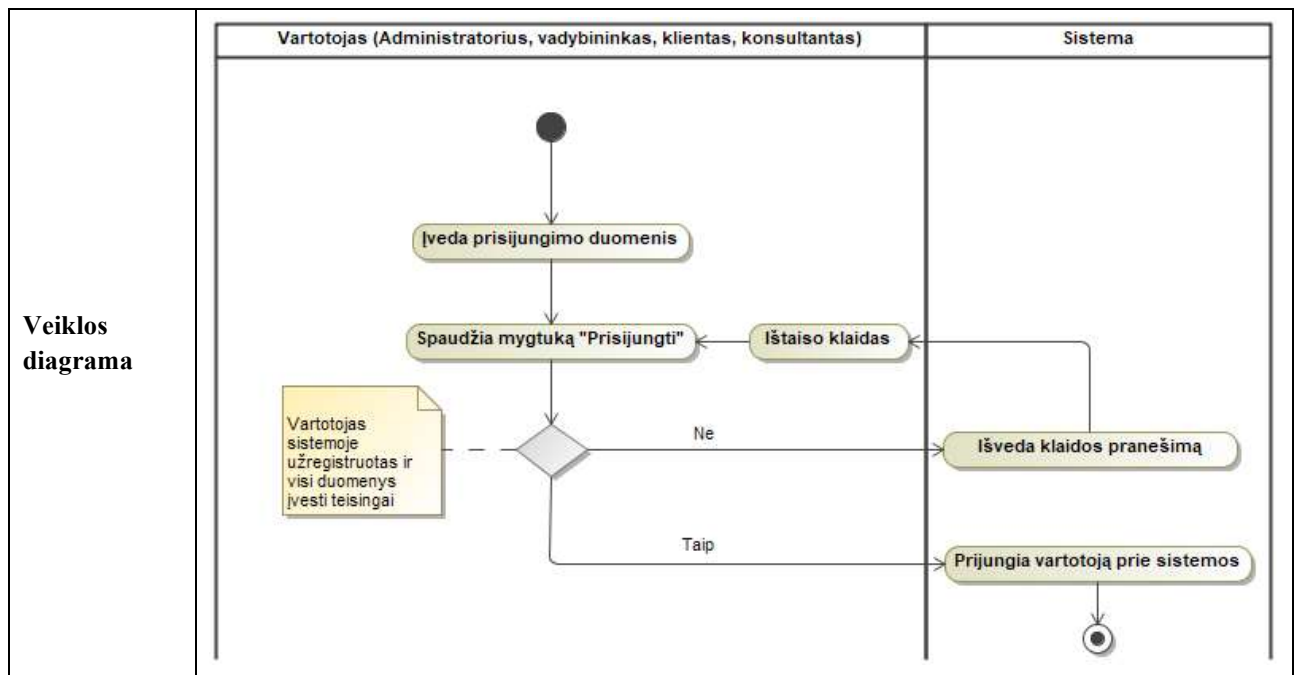 Vartotojas (Administratorius, vadybininkas, klientas, konsultantas)
Sistema
Įveda prisijungimo duomenis
Spaudžia mygtuką "Prisijungti"
Ištaiso klaidas
Veiklos
diagrama
Vartotojas
sistemoje
užregistruotas ir
visi duomenys
įvesti teisingai
Ne
Išveda klaidos pranešimą
Taip
Prijungia vartotoją prie sistemos